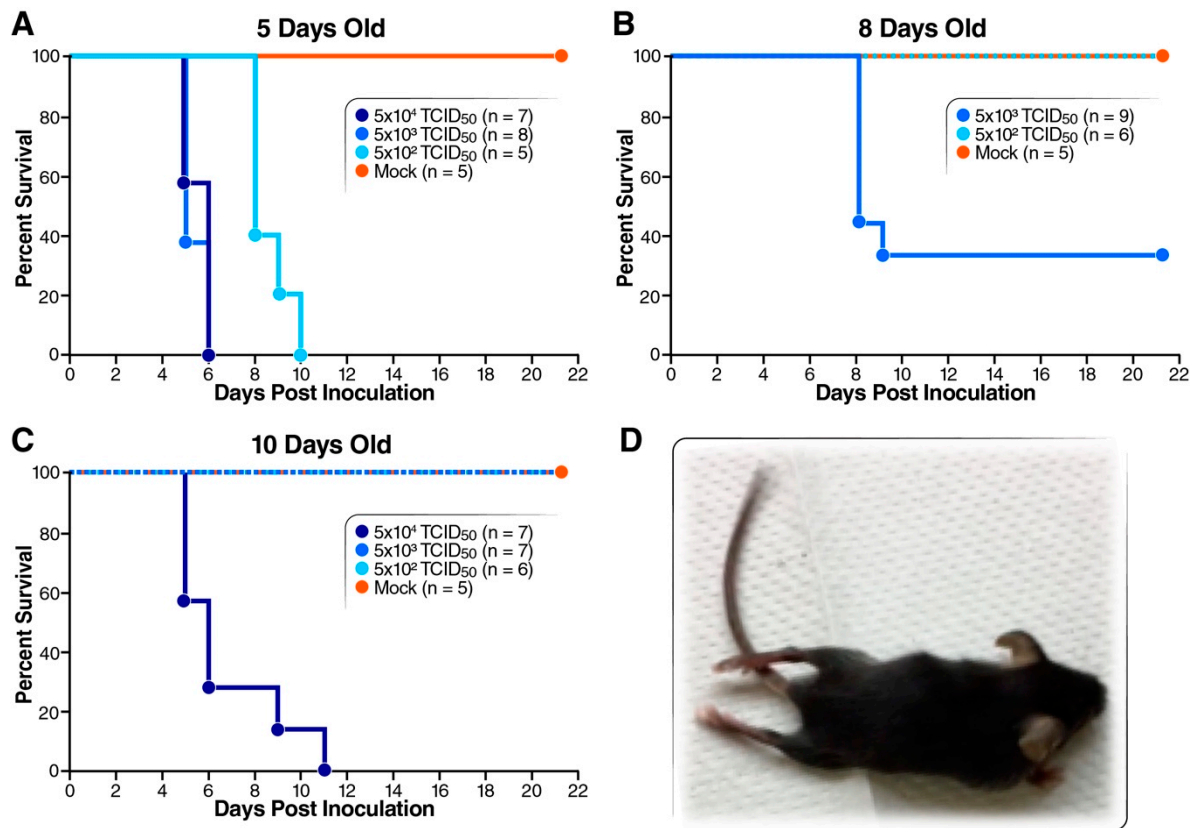 A
5 Days Old
Percent Survival
100
80
60
40
20
0
5x10⁴ TCID₅₀ (n = 7)
5x10³ TCID₅₀ (n = 8)
5x10² TCID₅₀ (n = 5)
Mock (n = 5)
0 2 4 6 8 10 12 14 16 18 20 22
Days Post Inoculation
B
8 Days Old
Percent Survival
100
80
60
40
20
0
5x10³ TCID₅₀ (n = 9)
5x10² TCID₅₀ (n = 6)
Mock (n = 5)
0 2 4 6 8 10 12 14 16 18 20 22
Days Post Inoculation
C
10 Days Old
Percent Survival
100
80
60
40
20
0
5x10⁴ TCID₅₀ (n = 7)
5x10³ TCID₅₀ (n = 7)
5x10² TCID₅₀ (n = 6)
Mock (n = 5)
0 2 4 6 8 10 12 14 16 18 20 22
Days Post Inoculation
D